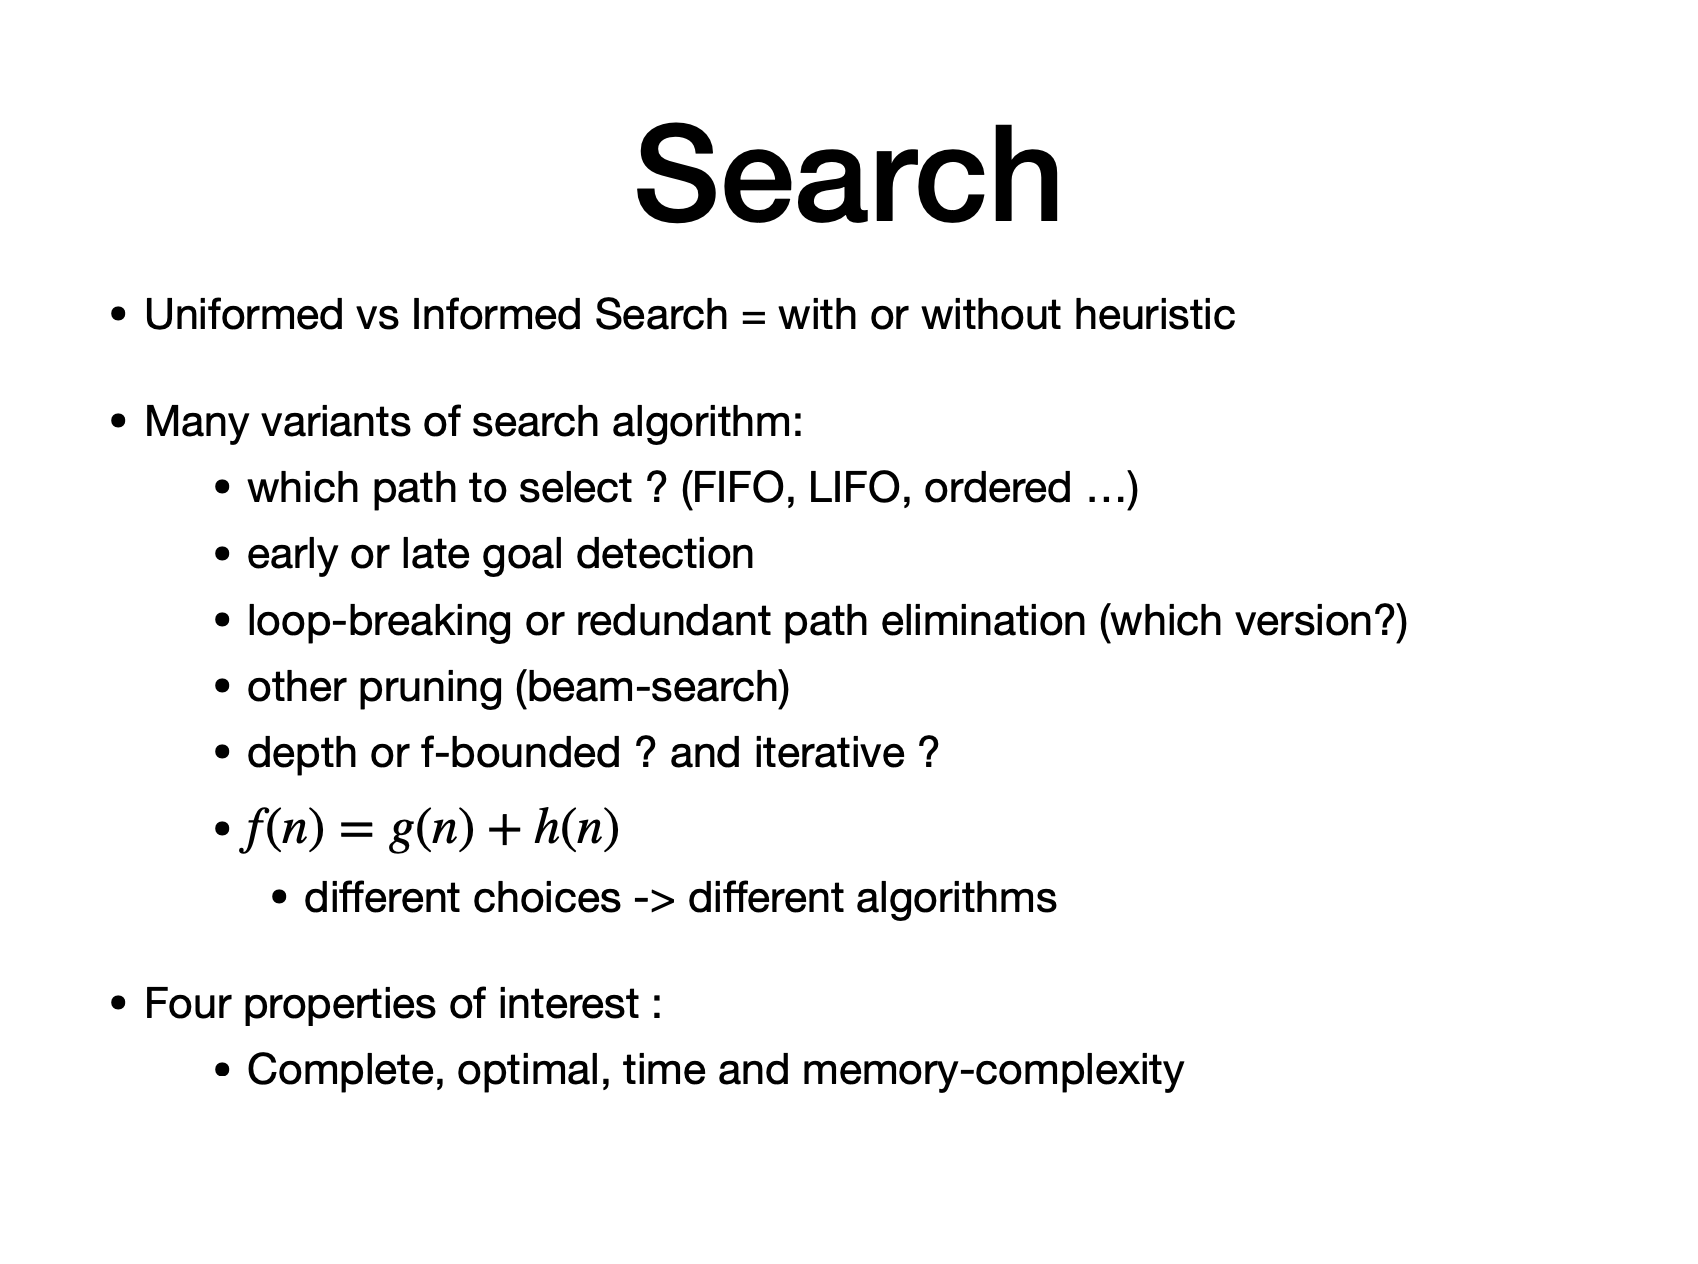 Search
• Uniformed vs Informed Search = with or without heuristic
• Many variants of search algorithm:
• which path to select ? (FIFO, LIFO, ordered …)
• early or late goal detection
• loop-breaking or redundant path elimination (which version?)
• other pruning (beam-search)
• depth or f-bounded ? and iterative ?
• f(n) = g(n) + h(n)
• different choices -> different algorithms
• Four properties of interest :
• Complete, optimal, time and memory-complexity